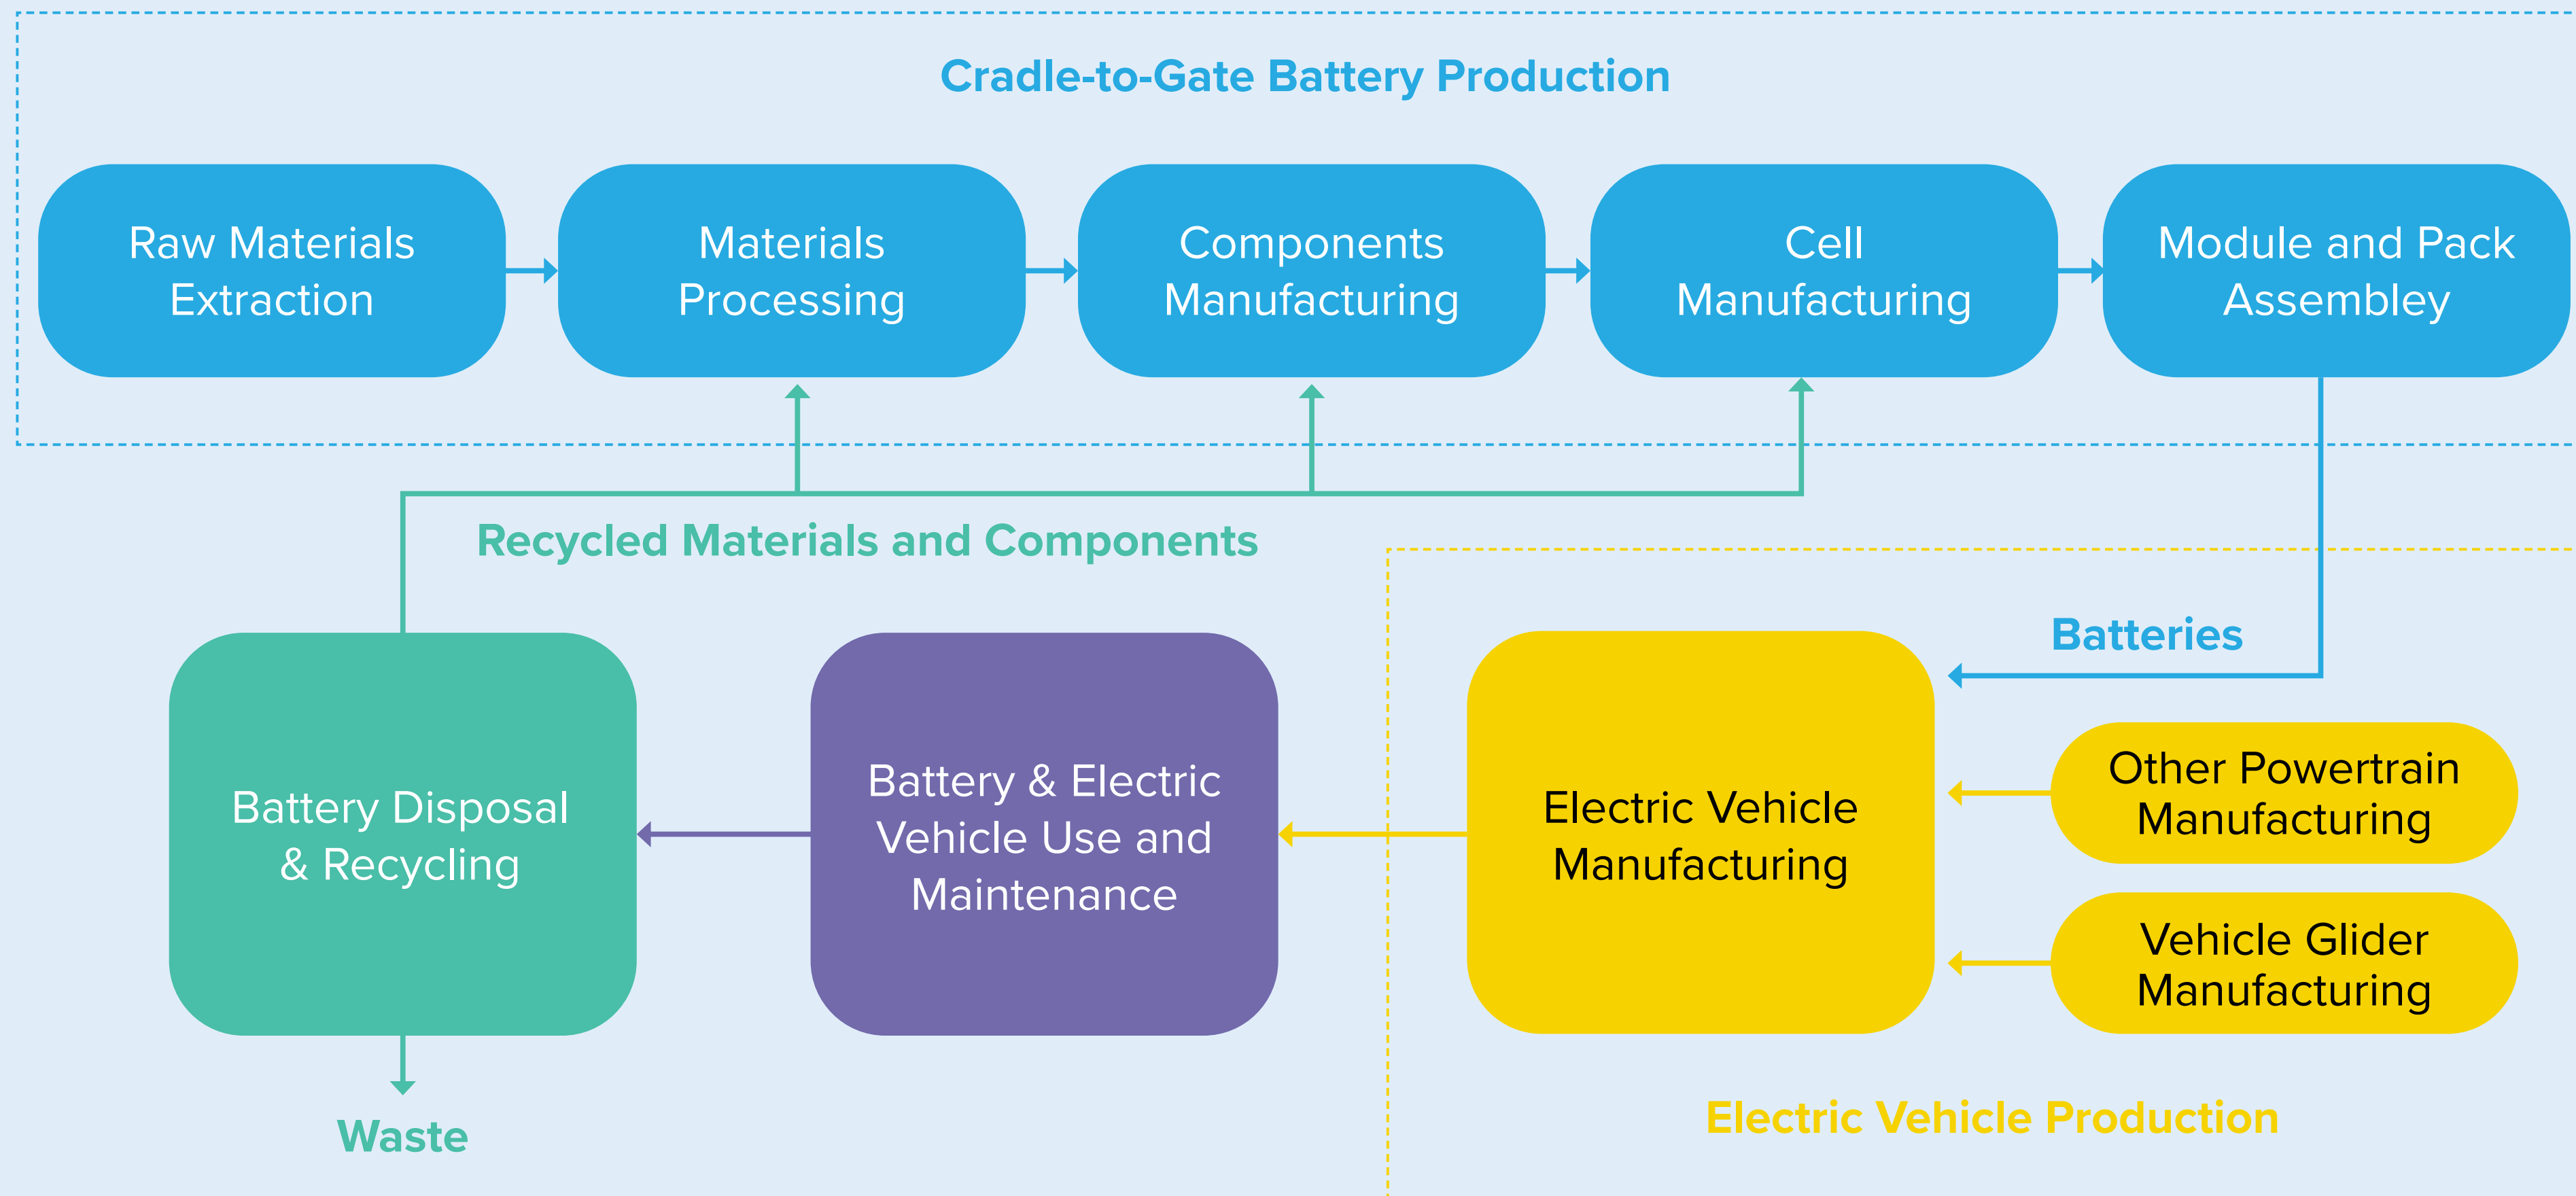 Cradle-to-Gate Battery Production
Raw Materials
Extraction
Materials
Processing
Components
Manufacturing
Cell
Manufacturing
Module and Pack
Assembley
Recycled Materials and Components
Batteries
Battery Disposal
& Recycling
Battery & Electric
Vehicle Use and
Maintenance
Electric Vehicle
Manufacturing
Other Powertrain
Manufacturing
Vehicle Glider
Manufacturing
Waste
Electric Vehicle Production